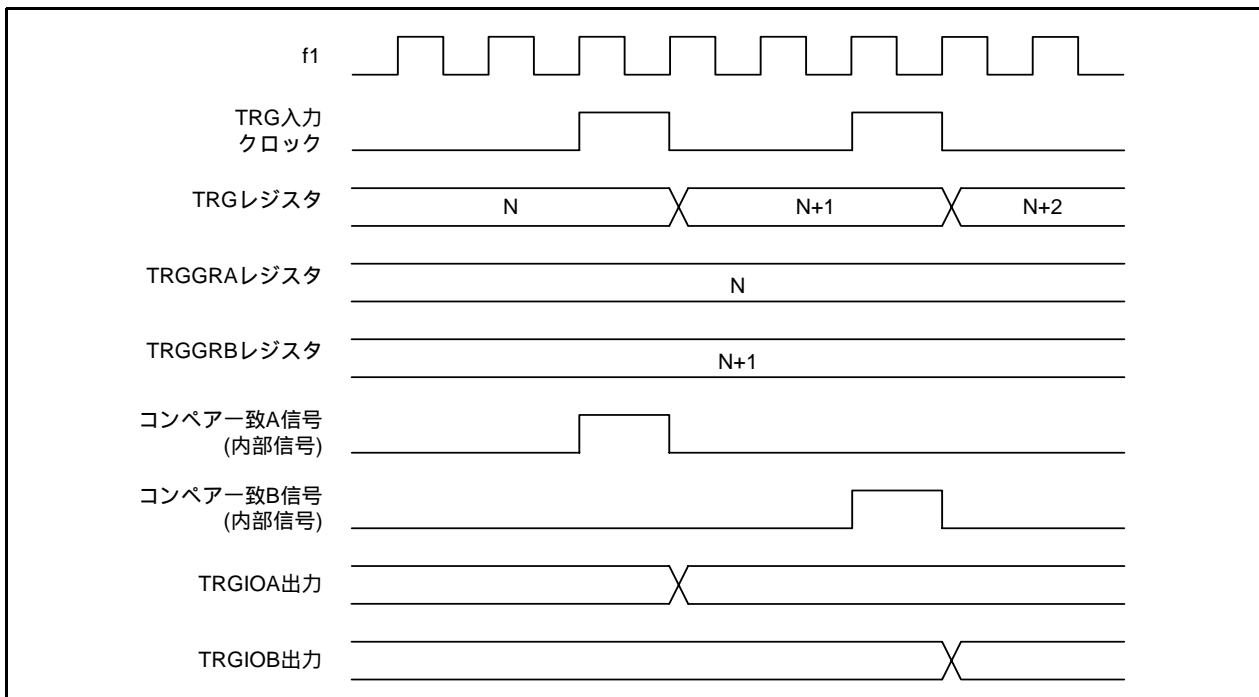 f1
TRG入力
クロック
TRGレジスタ
N
N+1
N+2
TRGGRAレジスタ
N
TRGGRBレジスタ
N+1
コンペア一致A信号
(内部信号)
コンペア一致B信号
(内部信号)
TRGIOA出力
TRGIOB出力